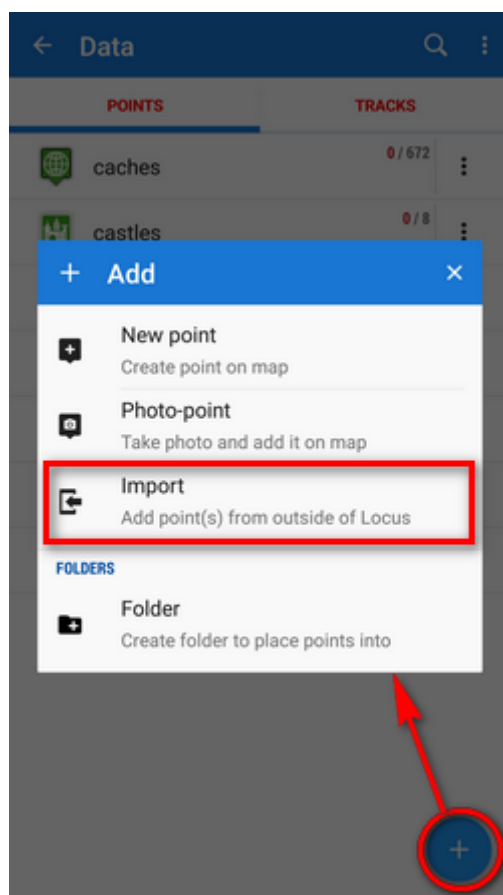 Data
POINTS
TRACKS
caches
0 / 672
castles
0 / 8
Add
New point
Create point on map
Photo-point
Take photo and add it on map
Import
Add point(s) from outside of Locus
FOLDERS
Folder
Create folder to place points into